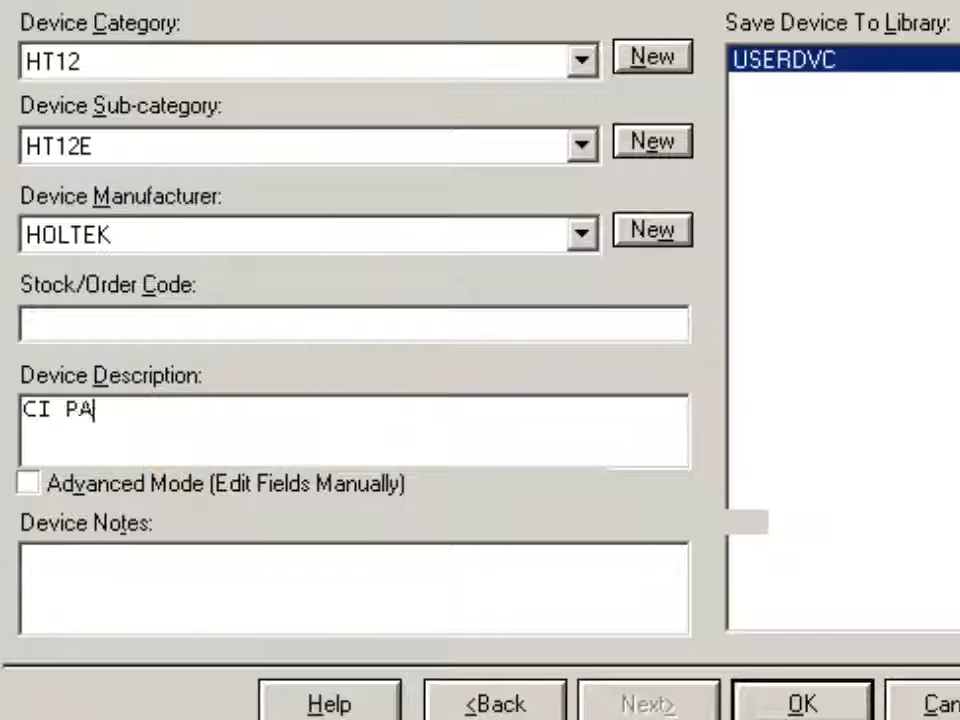 Device Category:
HT12
New
Device Sub-category:
HT12E
New
Device Manufacturer:
HOLTEK
New
Stock/Order Code:
Device Description:
CI PA
Advanced Mode (Edit Fields Manually)
Device Notes:
Save Device To Library:
USERDVC
Help
<Back
Next>
OK
Can